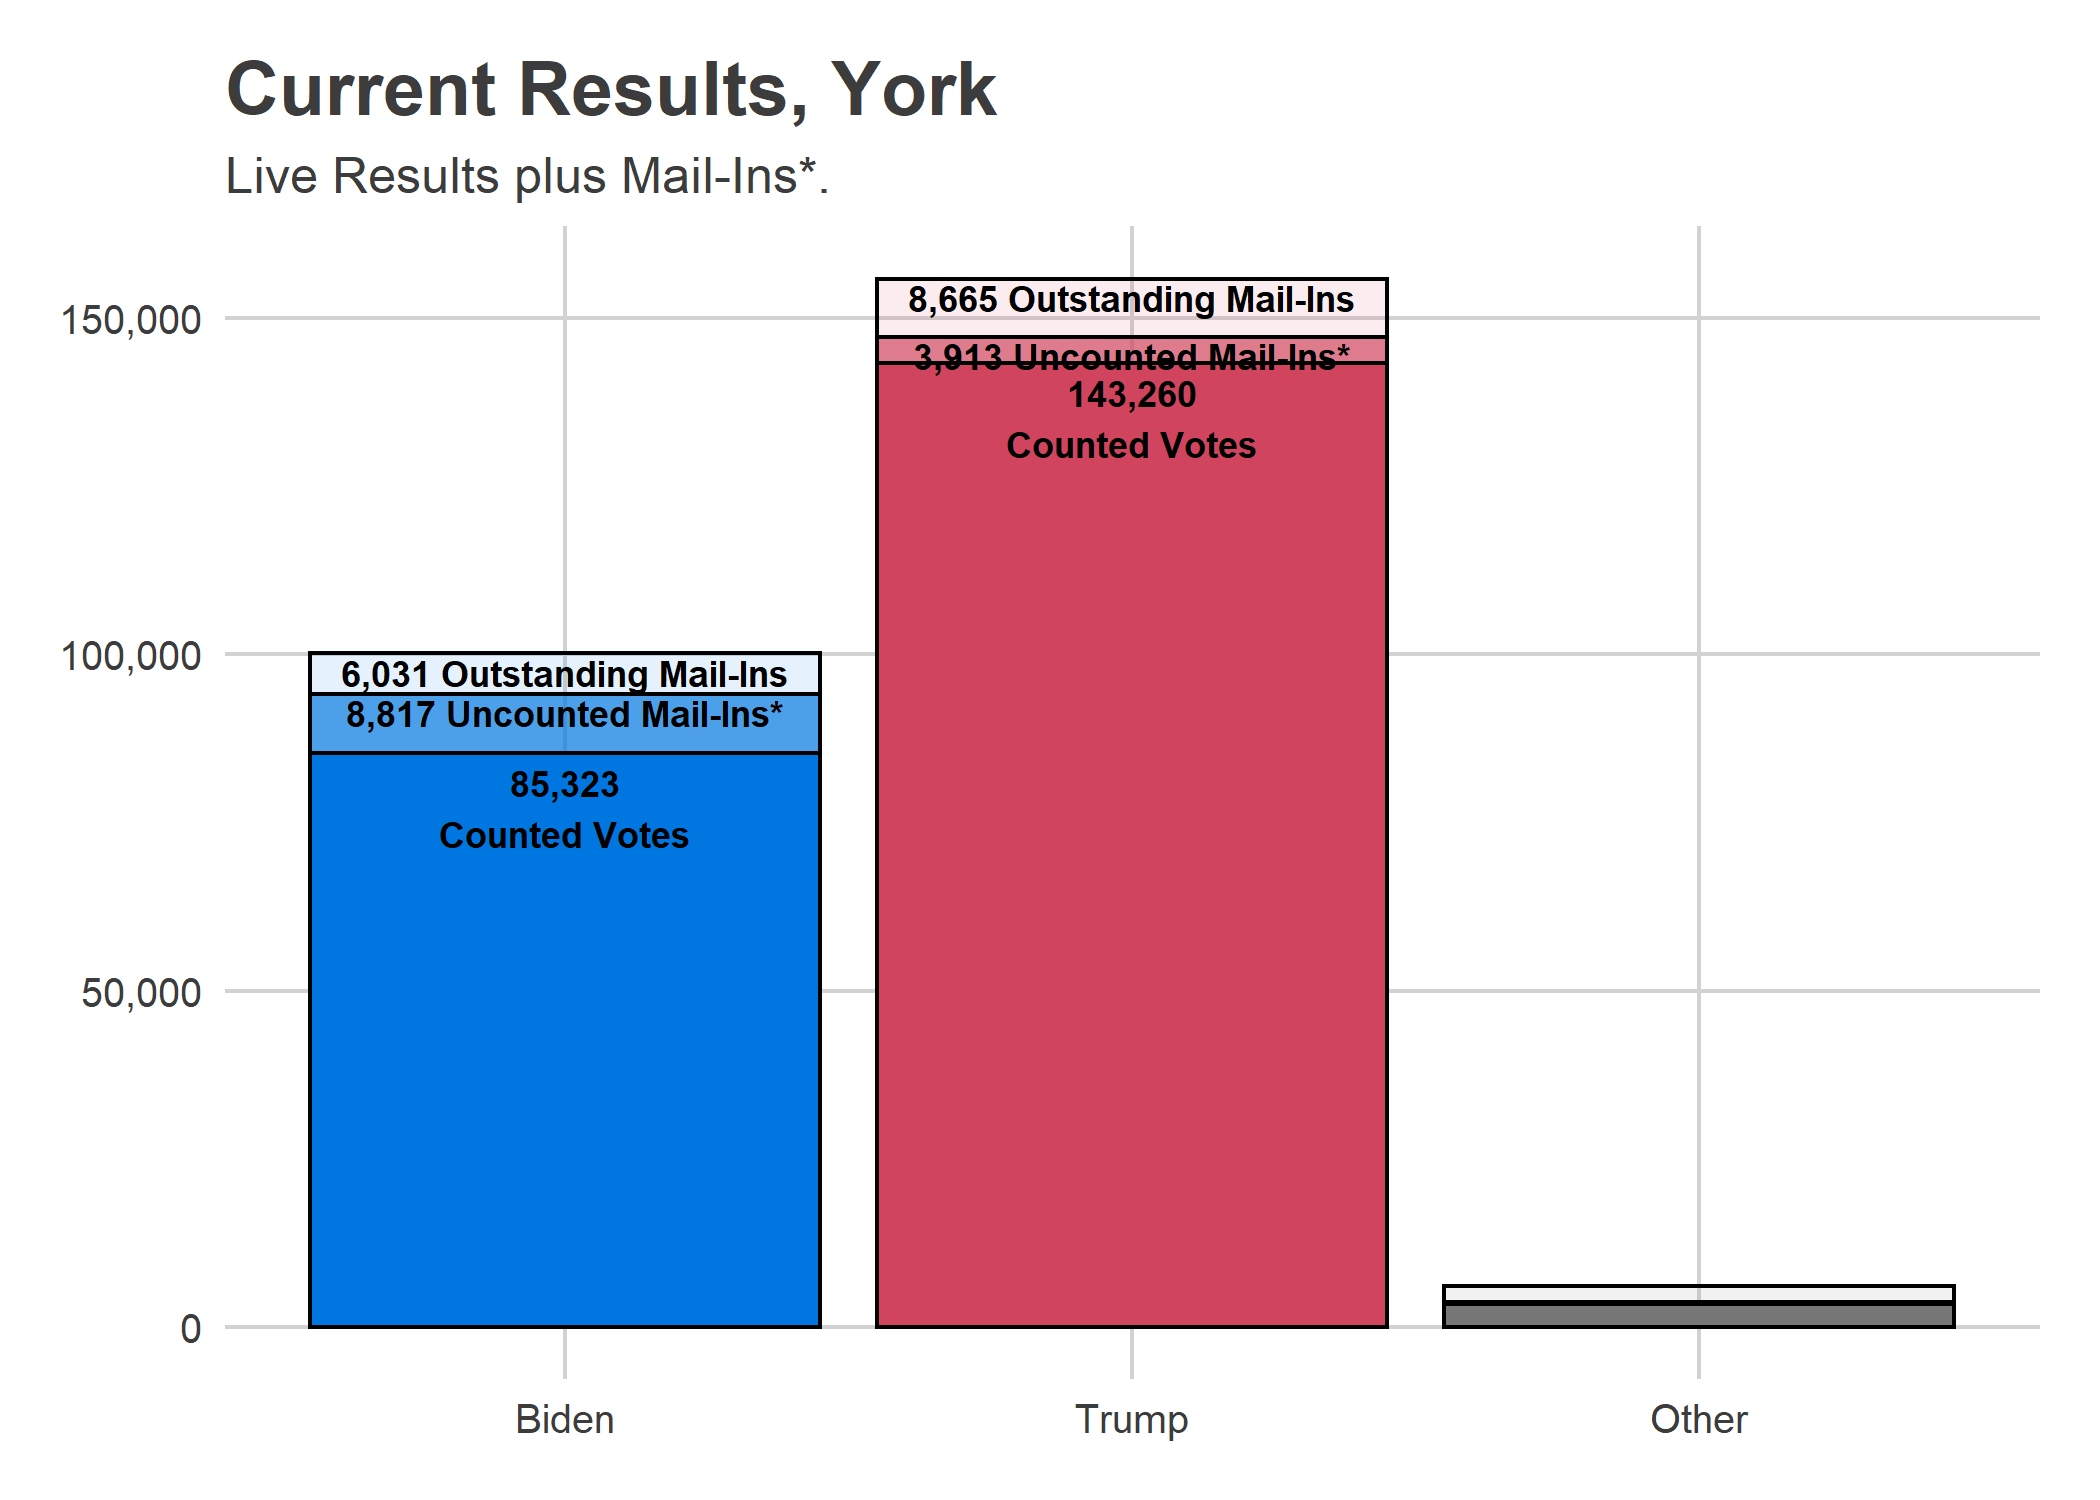 Current Results, York
Live Results plus Mail-Ins*.
150,000
100,000
50,000
0
8,665 Outstanding Mail-Ins
3,913 Uncounted Mail-Ins*
143,260
Counted Votes
6,031 Outstanding Mail-Ins
8,817 Uncounted Mail-Ins*
85,323
Counted Votes
Biden
Trump
Other